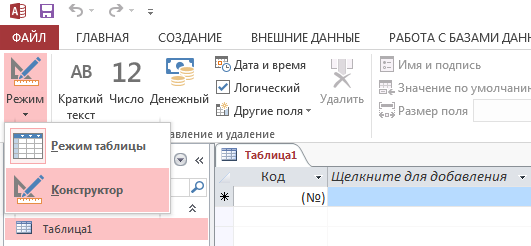 ФАЙЛ ГЛАВНАЯ СОЗДАНИЕ ВНЕШНИЕ ДАННЫЕ РАБОТА С БАЗАМИ ДАНН
Режим
AB
Краткий
текст
12
Число
Денежный
Дата и время
Логический
Другие поля
Удалить
Имя и подпись
Значение по умолчани
Размер поля
авление и удаление
Режим таблицы
Конструктор
Таблица1
Таблица1
Код Щелкните для добавления
(№)